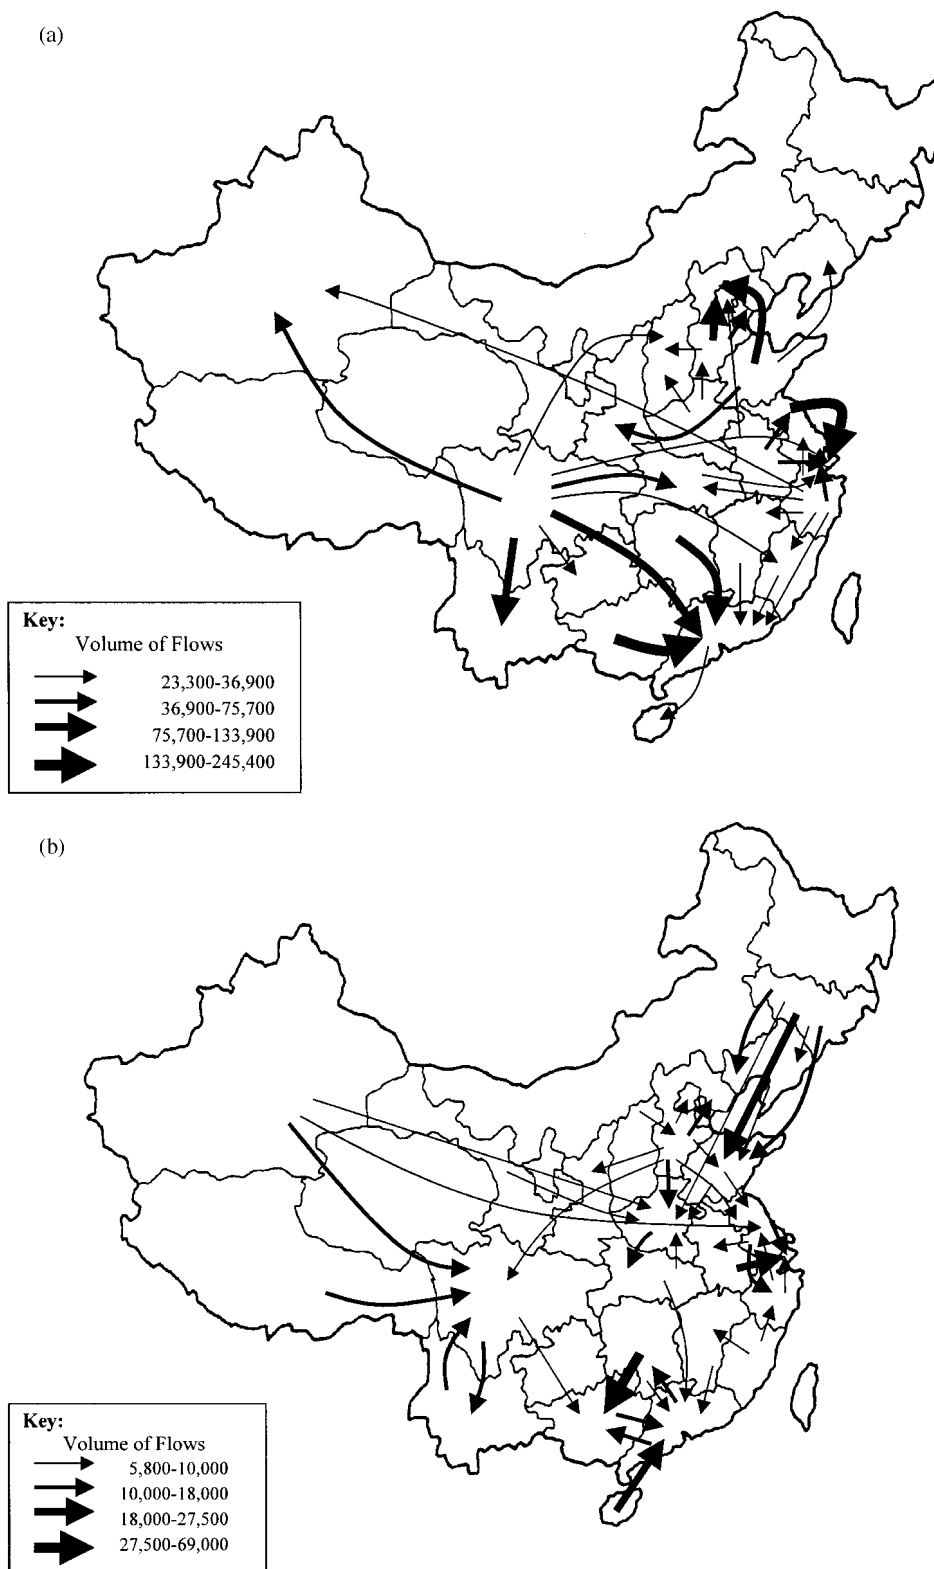 (a)
Key:
Volume of Flows
23,300-36,900
36,900-75,700
75,700-133,900
133,900-245,400
(b)
Key:
Volume of Flows
5,800-10,000
10,000-18,000
18,000-27,500
27,500-69,000